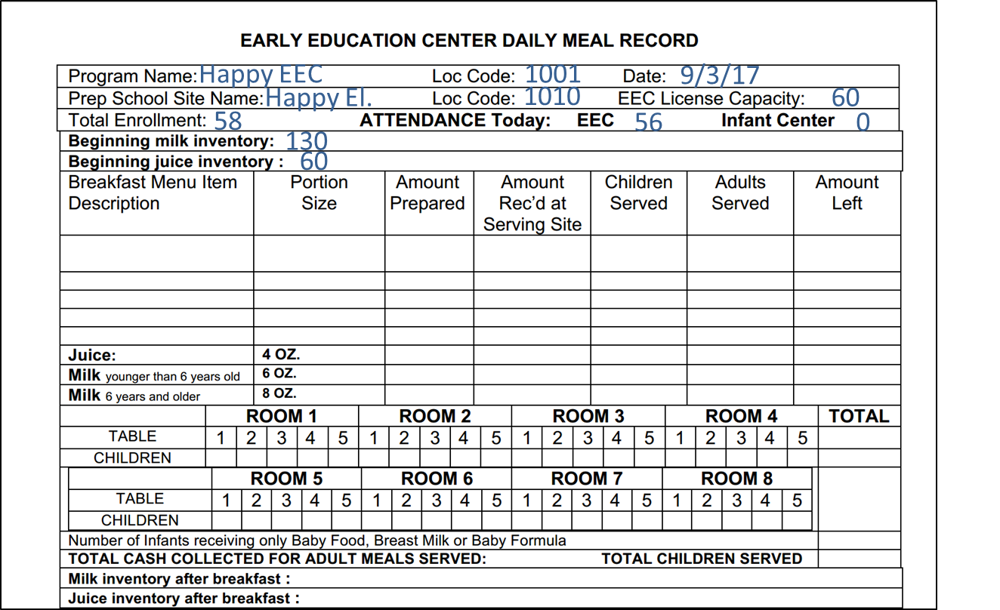 EARLY EDUCATION CENTER DAILY MEAL RECORD
Program Name: Happy EEC Loc Code: 1001 Date: 9/3/17
Prep School Site Name: Happy El. Loc Code: 1010 EEC License Capacity: 60
Total Enrollment: 58 ATTENDANCE Today: EEC 56 Infant Center 0
Beginning milk inventory: 130
Beginning juice inventory : 60
Breakfast Menu Item Portion Amount Amount Children Adults Amount
Description Size Prepared Rec'd at Served Served Left
Serving Site
Juice: 4 OZ.
Milk younger than 6 years old 6 OZ.
Milk 6 years and older 8 OZ.
ROOM 1 ROOM 2 ROOM 3 ROOM 4 TOTAL
TABLE 1 2 3 4 5 1 2 3 4 5 1 2 3 4 5 1 2 3 4 5
CHILDREN
ROOM 5 ROOM 6 ROOM 7 ROOM 8
TABLE 1 2 3 4 5 1 2 3 4 5 1 2 3 4 5 1 2 3 4 5
CHILDREN
Number of Infants receiving only Baby Food, Breast Milk or Baby Formula
TOTAL CASH COLLECTED FOR ADULT MEALS SERVED: TOTAL CHILDREN SERVED
Milk inventory after breakfast :
Juice inventory after breakfast :